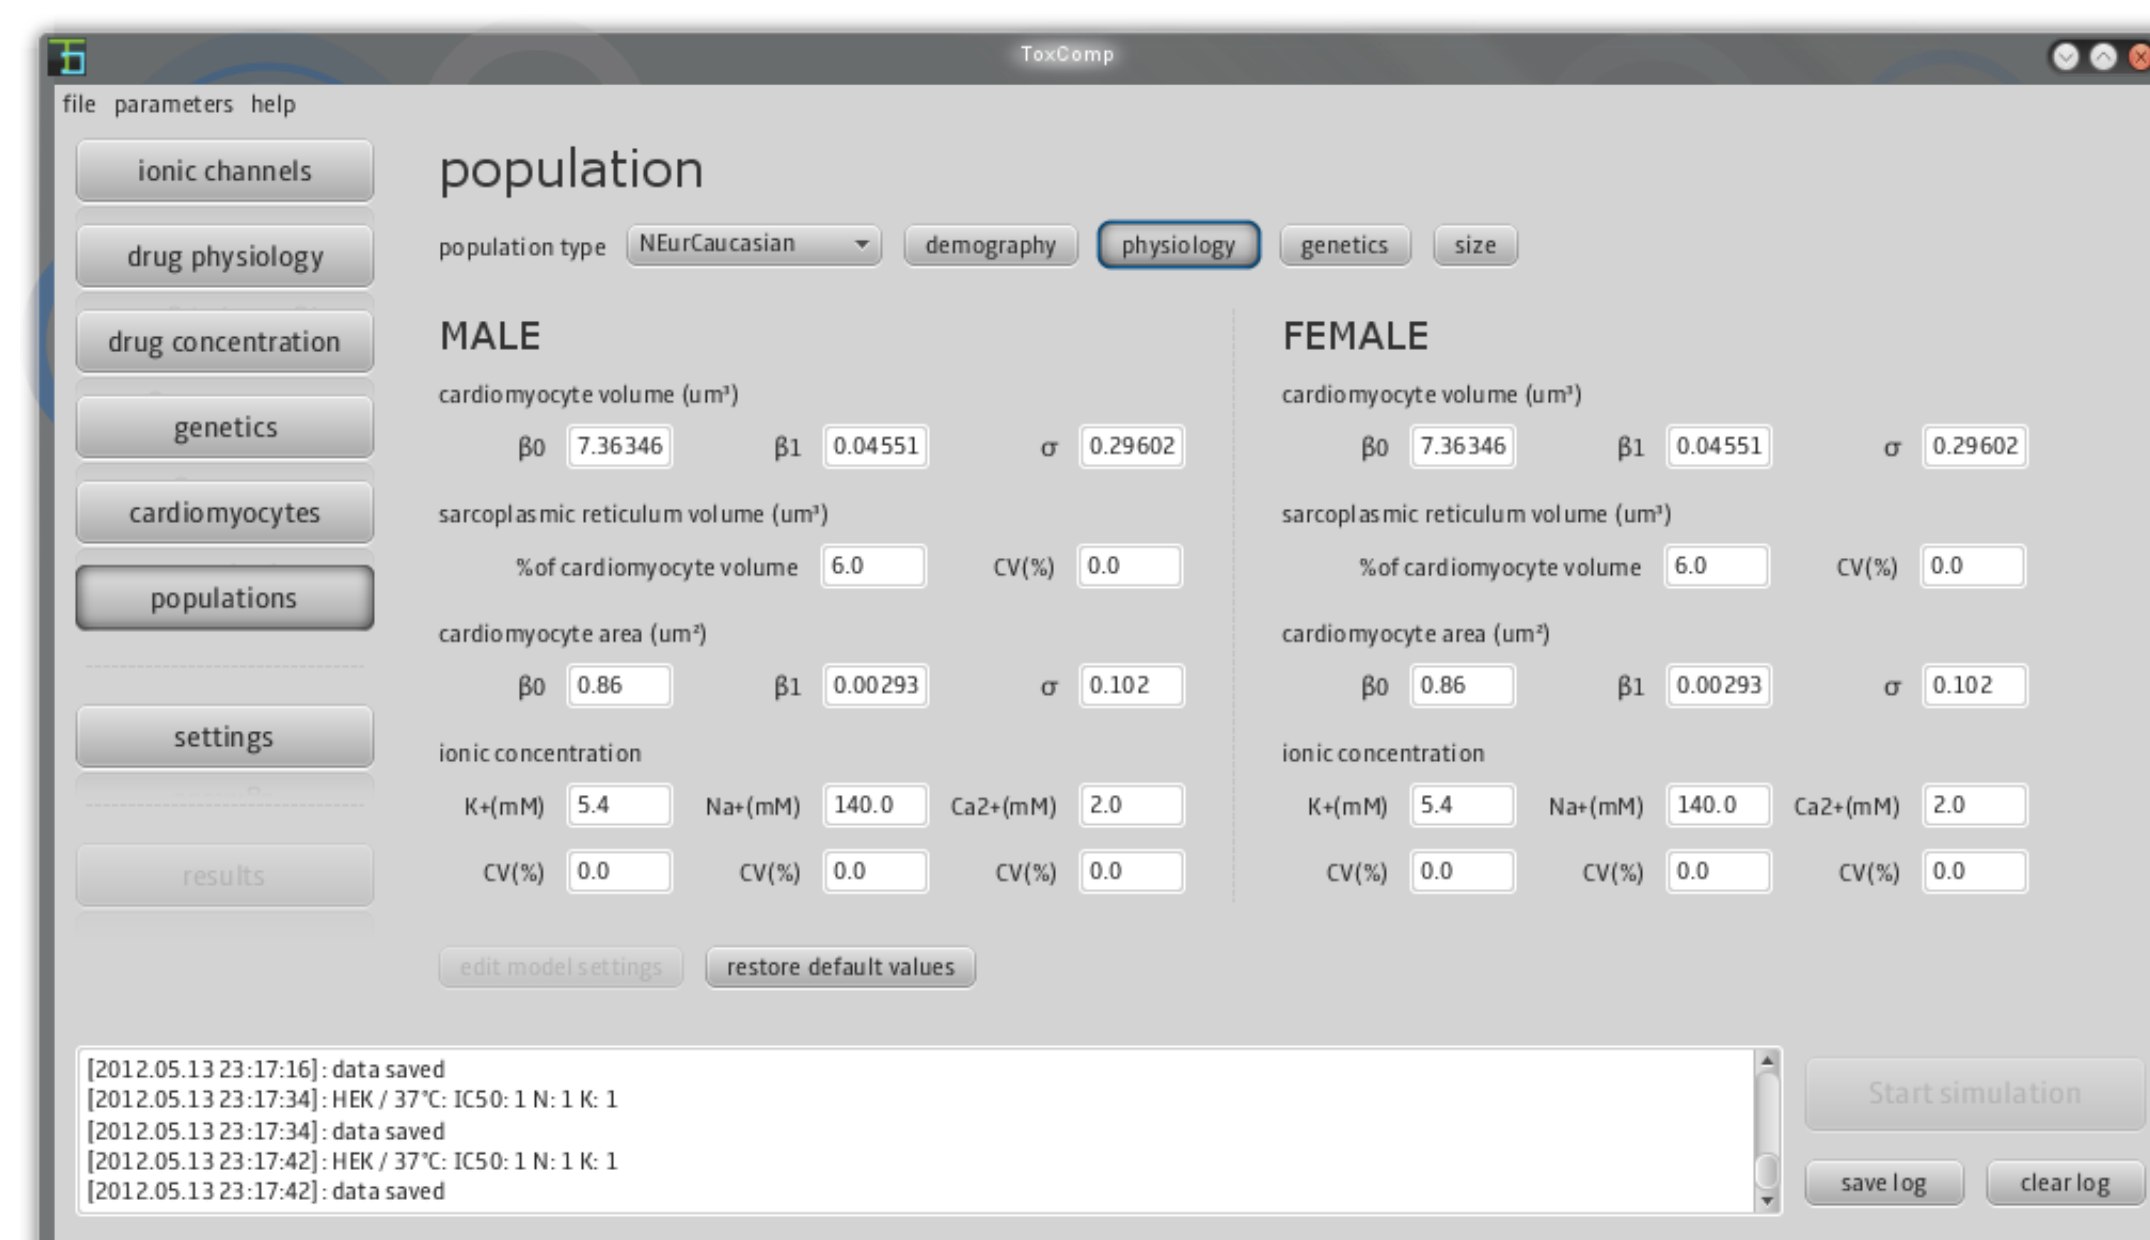 ToxComp
file parameters help
ionic channels
drug physiology
drug concentration
genetics
cardiomyocytes
populations
settings
results
population
population type NEurCaucasian demography physiology genetics size
MALE
cardiomyocyte volume (um³)
β0 7.36346 β1 0.04551 σ 0.29602
sarcoplasmic reticulum volume (um³)
%of cardiomyocyte volume 6.0 CV(%) 0.0
cardiomyocyte area (um²)
β0 0.86 β1 0.00293 σ 0.102
ionic concentration
K+(mM) 5.4 Na+(mM) 140.0 Ca2+(mM) 2.0
CV(%) 0.0 CV(%) 0.0 CV(%) 0.0
FEMALE
cardiomyocyte volume (um³)
β0 7.36346 β1 0.04551 σ 0.29602
sarcoplasmic reticulum volume (um³)
%of cardiomyocyte volume 6.0 CV(%) 0.0
cardiomyocyte area (um²)
β0 0.86 β1 0.00293 σ 0.102
ionic concentration
K+(mM) 5.4 Na+(mM) 140.0 Ca2+(mM) 2.0
CV(%) 0.0 CV(%) 0.0 CV(%) 0.0
edit model settings restore default values
[2012.05.13 23:17:16]: data saved
[2012.05.13 23:17:34]: HEK / 37°C: IC50: 1 N: 1 K: 1
[2012.05.13 23:17:34]: data saved
[2012.05.13 23:17:42]: HEK / 37°C: IC50: 1 N: 1 K: 1
[2012.05.13 23:17:42]: data saved
Start simulation
save log clear log